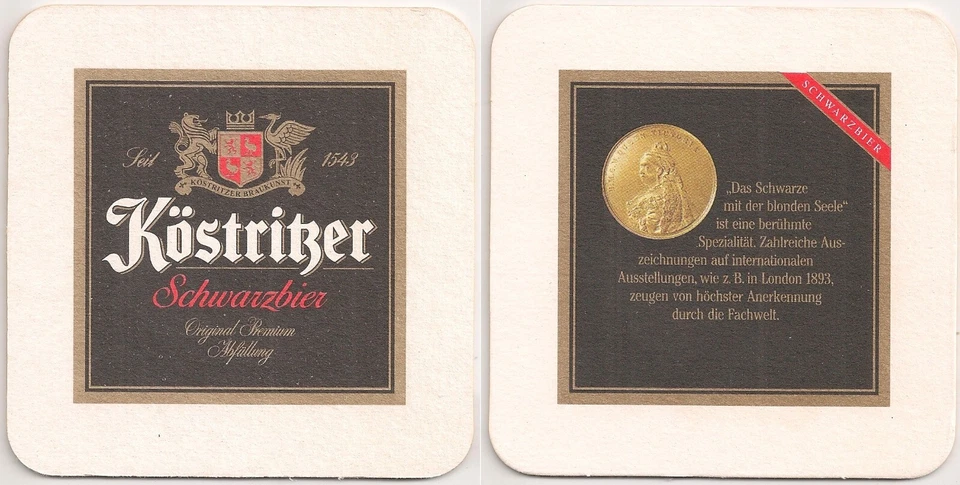 Seit 1543
KÖSTRITZER BRAUKUNST
Köstritzer
Schwarzbier
Original Premium
Abfüllung
SCHWARZBIER
„Das Schwarze
mit der blonden Seele“
ist eine berühmte
Spezialität. Zahlreiche Aus-
zeichnungen auf internationalen
Ausstellungen, wie z. B. in London 1893,
zeugen von höchster Anerkennung
durch die Fachwelt.